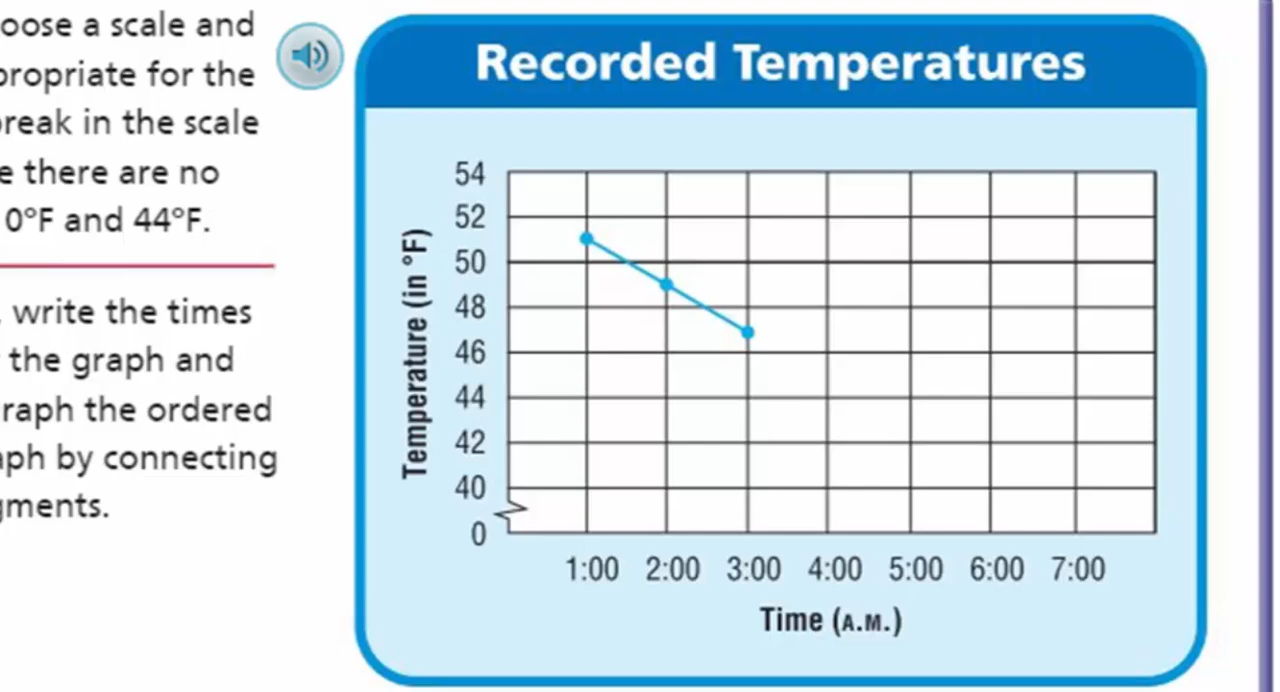 oose a scale and
propriate for the
break in the scale
e there are no
0°F and 44°F.
, write the times
the graph and
raph the ordered
aph by connecting
gments.
Recorded Temperatures
Temperature (in °F)
54
52
50
48
46
44
42
40
0
1:00 2:00 3:00 4:00 5:00 6:00 7:00
Time (A.M.)